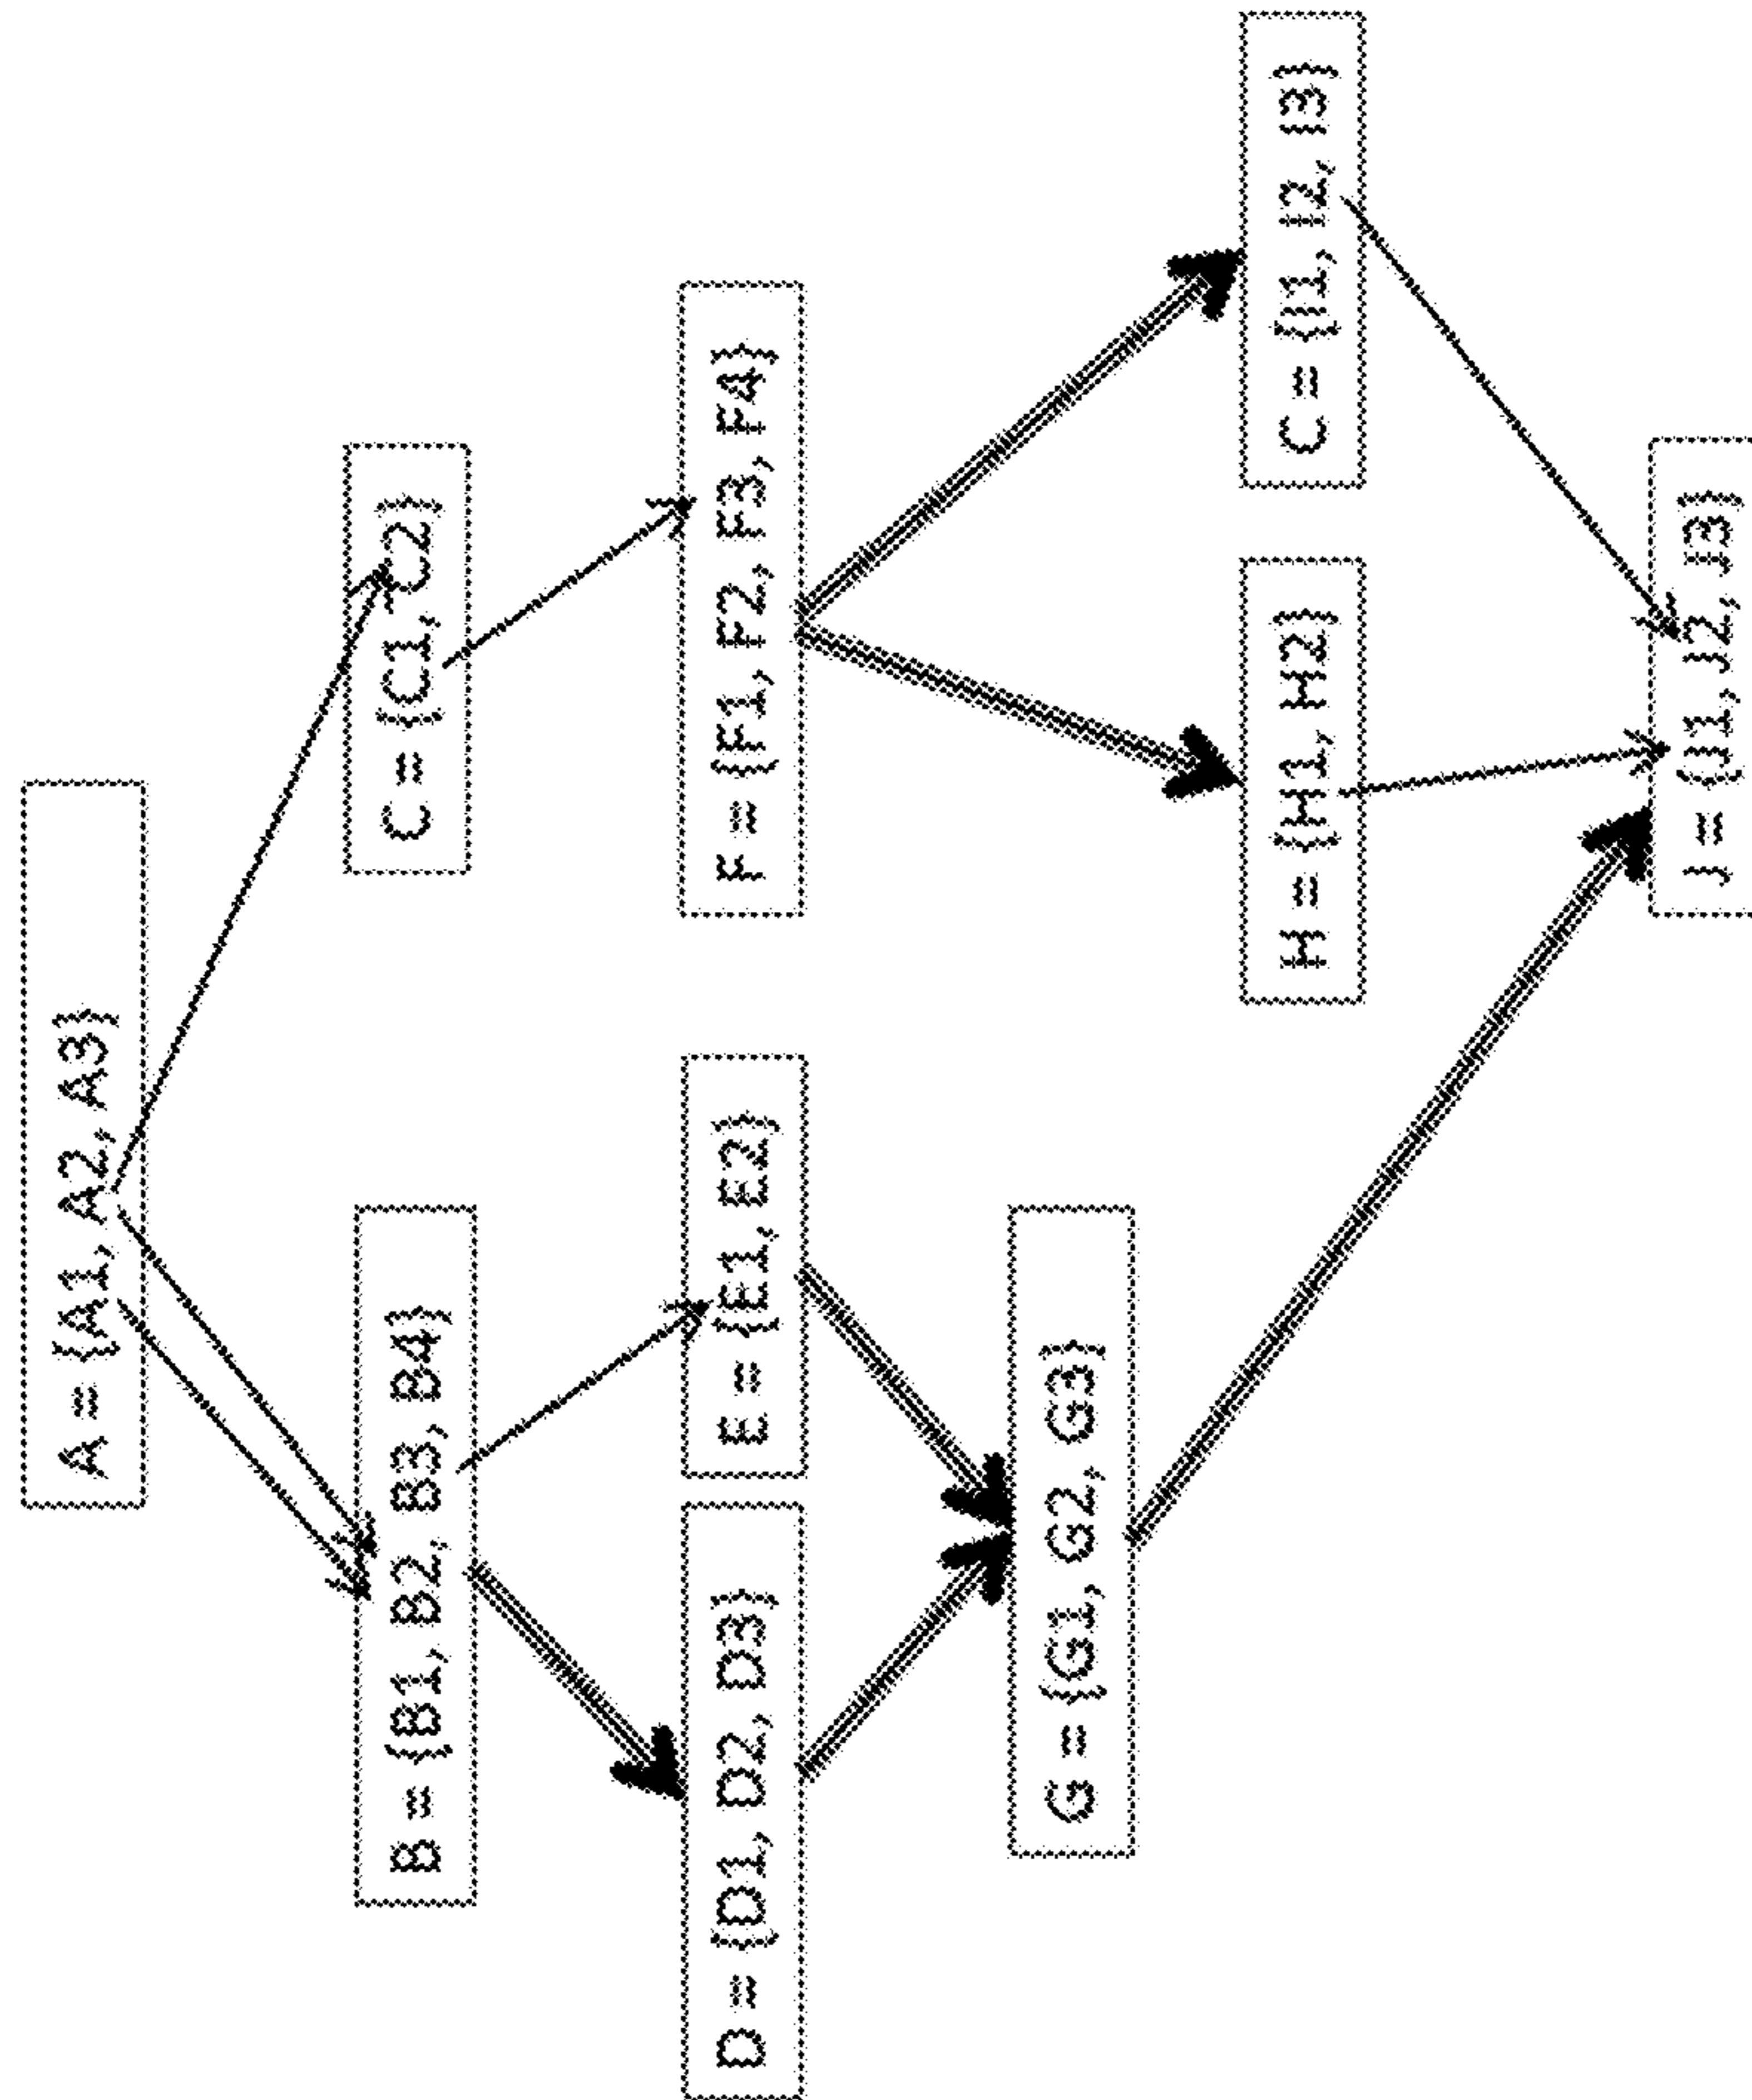 A = {A1, A2, A3}
B = {B1, B2, B3, B4}
C = {C1, C2}
D = {D1, D2, D3}
E = {E1, E2}
F = {F1, F2, F3, F4}
G = {G1, G2, G3}
H = {H1, H2}
C = {I1, I2, I3}
J = {J1, J2, J3}